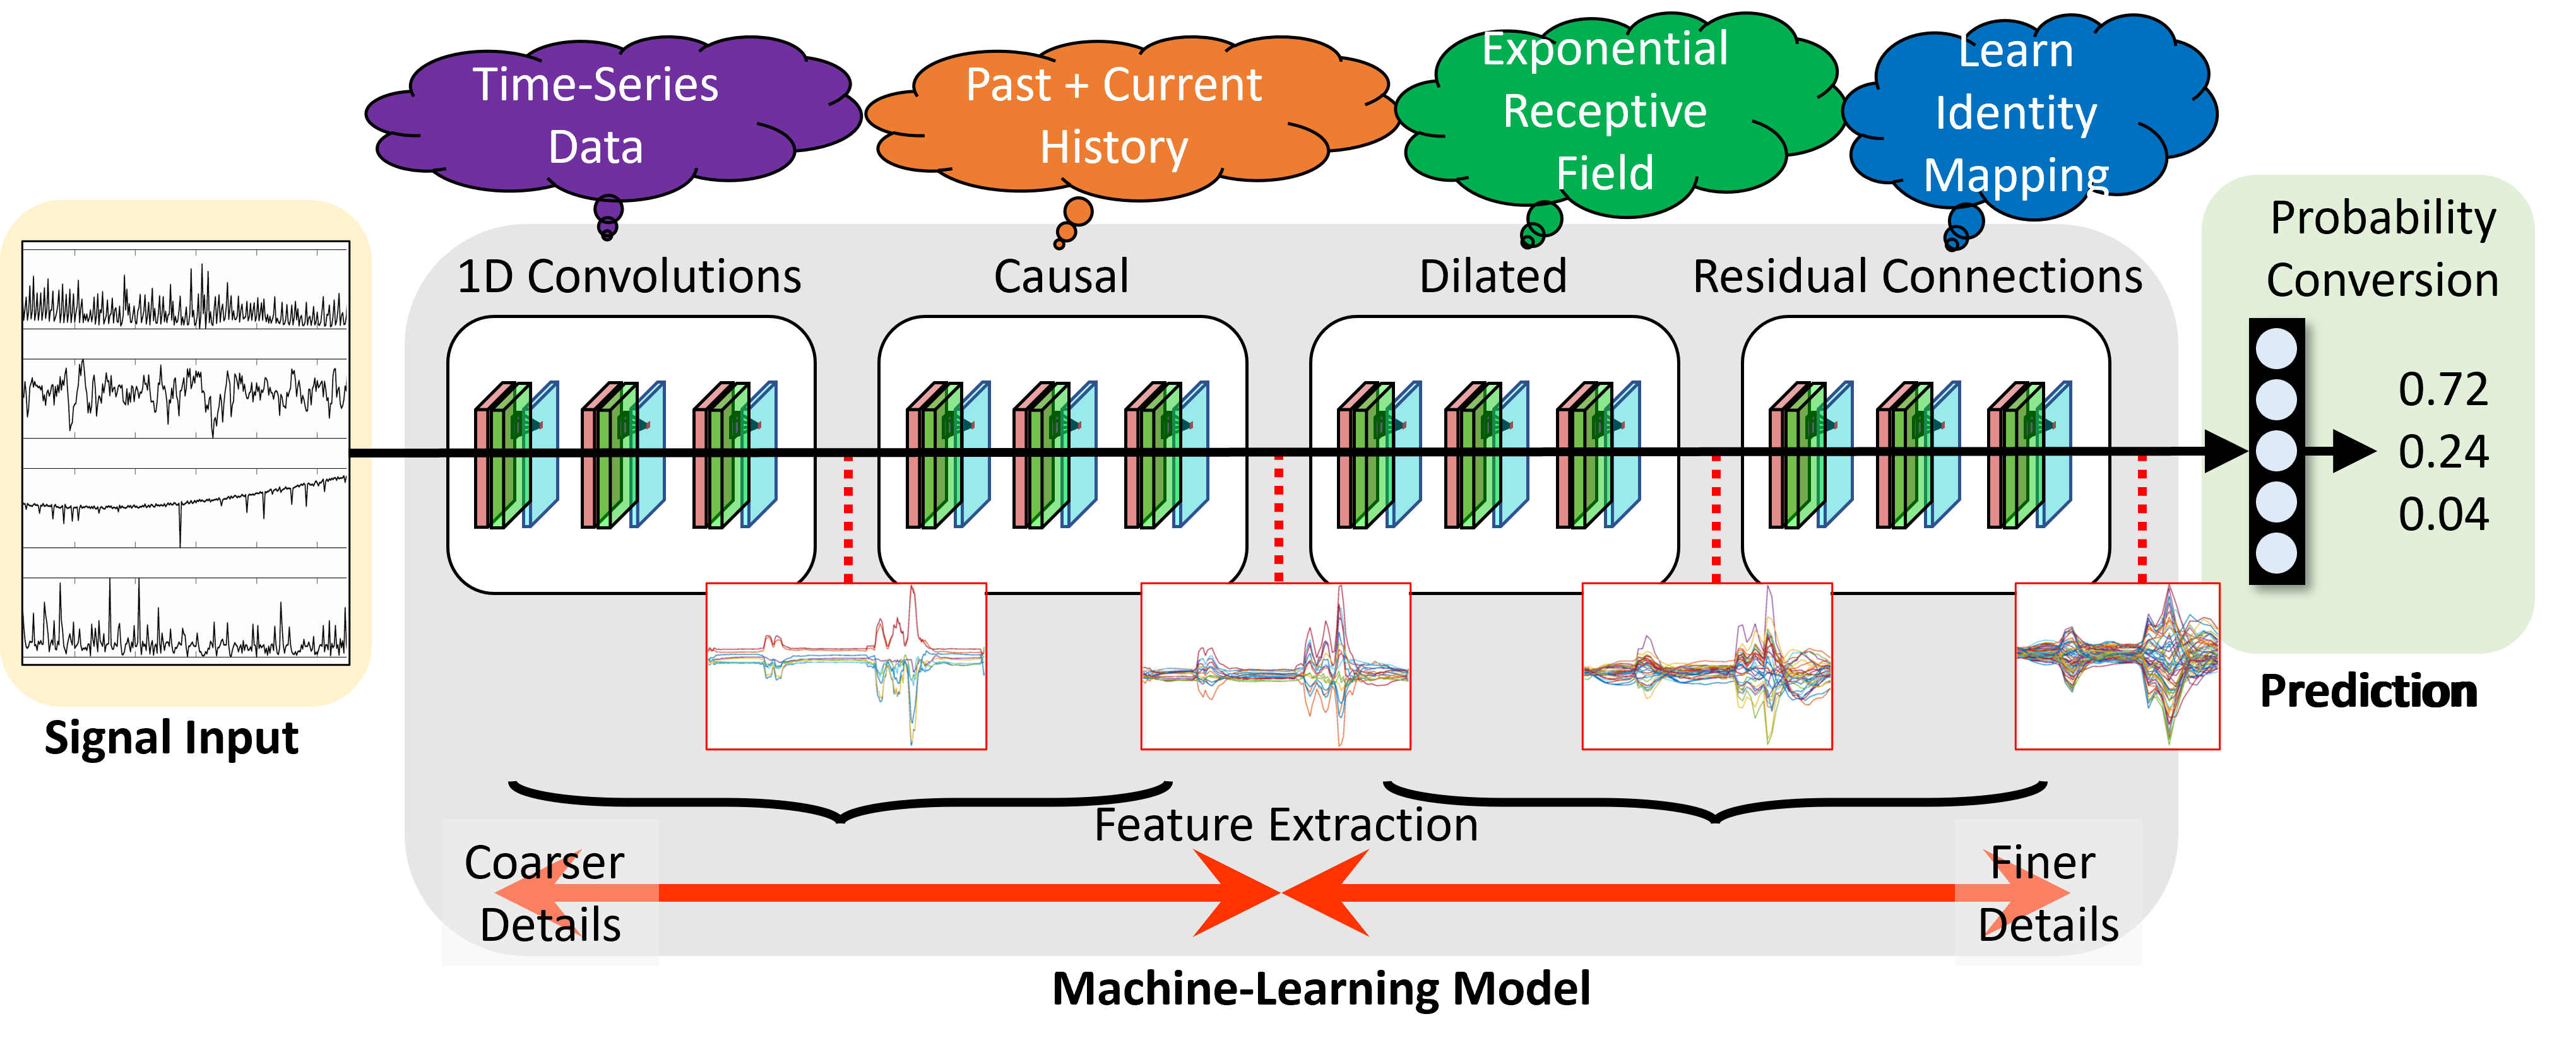 Time-Series
Data
Past + Current
History
Exponential
Receptive
Field
Learn
Identity
Mapping
1D Convolutions
Causal
Dilated
Residual Connections
Probability
Conversion
0.72
0.24
0.04
Signal Input
Prediction
Feature Extraction
Coarser
Details
Finer
Details
Machine-Learning Model